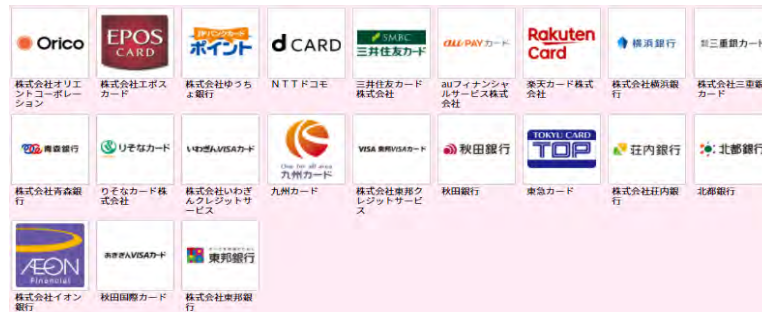 Orico
EPOS
CARD
JPバンクカード
ポイント
d CARD
SMBC
三井住友カード
au PAY カード
Rakuten
Card
横浜銀行
三重銀カード
株式会社オリエ
ントコーポレー
ション
株式会社エポス
カード
株式会社ゆうち
ょ銀行
NTTドコモ
三井住友カード
株式会社
auフィナンシャ
ルサービス株式
会社
楽天カード株式
会社
株式会社横浜銀
行
株式会社三重銀
カード
青森銀行
りそなカード
いわぎんVISAカード
One for all area
九州カード
VISA 東邦VISAカード
秋田銀行
TOKYU CARD
TOP
荘内銀行
北都銀行
株式会社青森銀
行
りそなカード株
式会社
株式会社いわぎ
んクレジットサ
ービス
九州カード
株式会社東邦ク
レジットサービ
ス
秋田銀行
東急カード
株式会社荘内銀
行
北都銀行
AEON
Financial
あきぎんVISAカード
東邦銀行
株式会社イオン
銀行
秋田国際カード
株式会社東邦銀
行